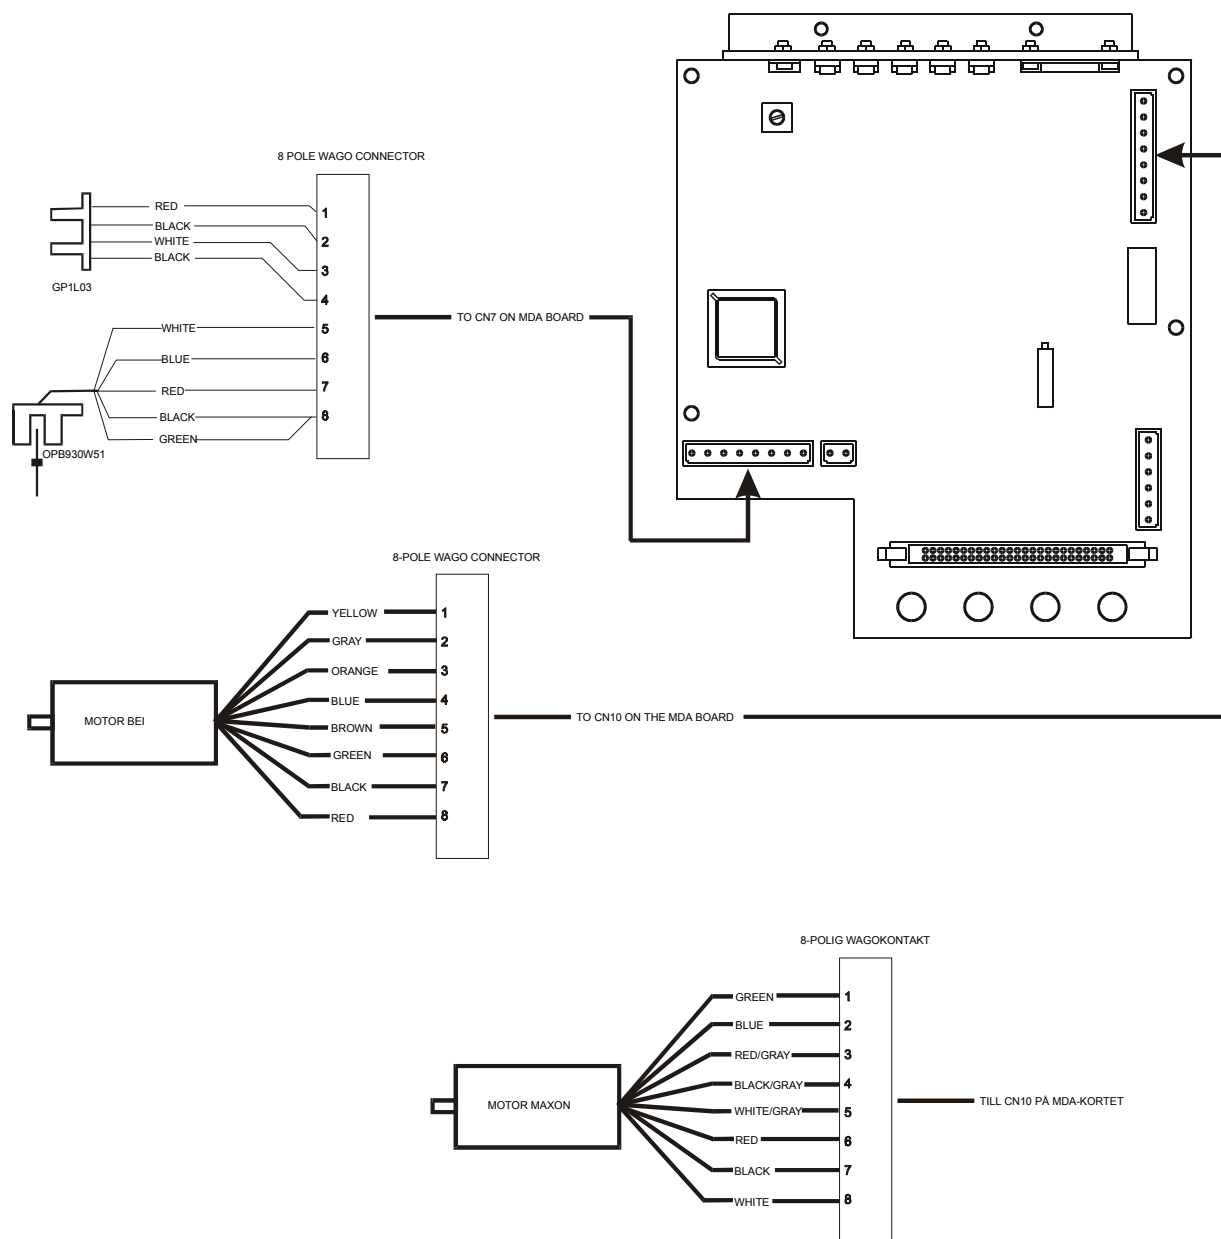 8 POLE WAGO CONNECTOR
RED
1
BLACK
2
WHITE
3
BLACK
4
GP1L03
WHITE
5
BLUE
6
RED
7
BLACK
8
GREEN
OPB930W51
TO CN7 ON MDA BOARD
8-POLE WAGO CONNECTOR
YELLOW
1
GRAY
2
ORANGE
3
BLUE
4
BROWN
5
GREEN
6
BLACK
7
RED
8
MOTOR BEI
TO CN10 ON THE MDA BOARD
8-POLIG WAGOKONTAKT
GREEN
1
BLUE
2
RED/GRAY
3
BLACK/GRAY
4
WHITE/GRAY
5
RED
6
BLACK
7
WHITE
8
MOTOR MAXON
TILL CN10 PÅ MDA-KORTET